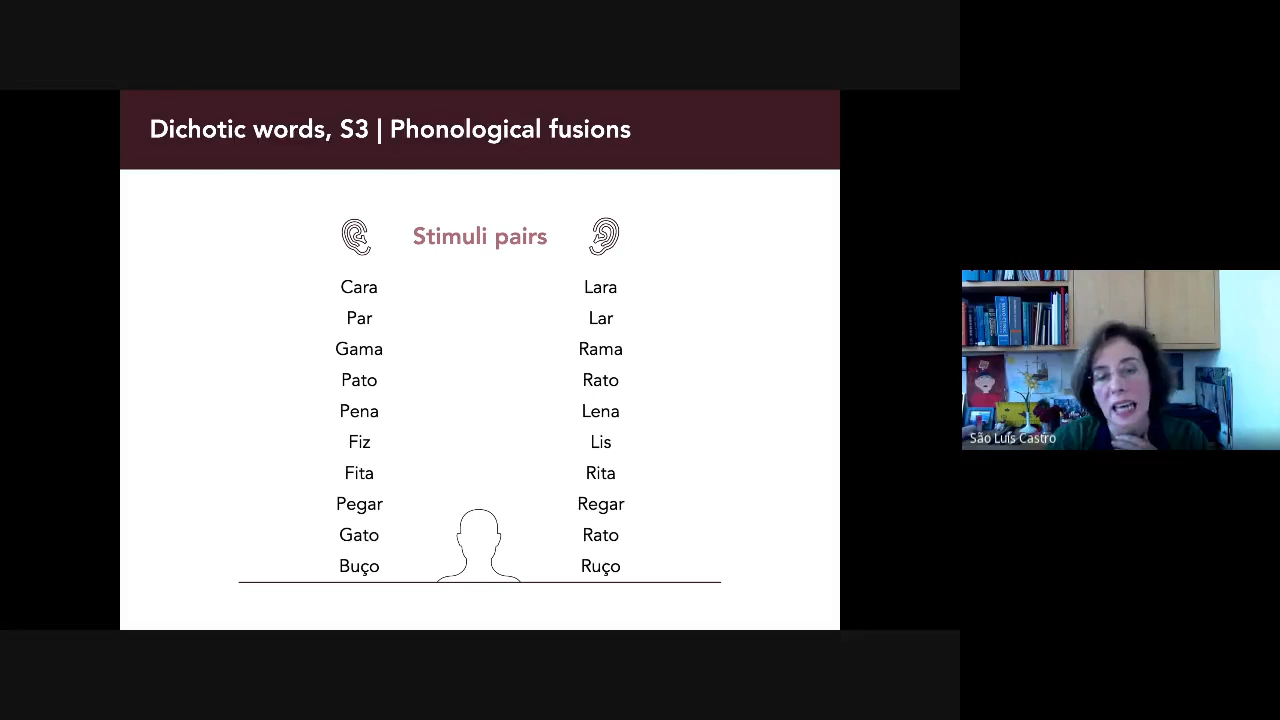 Dichotic words, S3 | Phonological fusions
Stimuli pairs
Cara Lara
Par Lar
Gama Rama
Pato Rato
Pena Lena
Fiz Lis
Fita Rita
Pegar Regar
Gato Rato
Buço Ruço
São Luís Castro